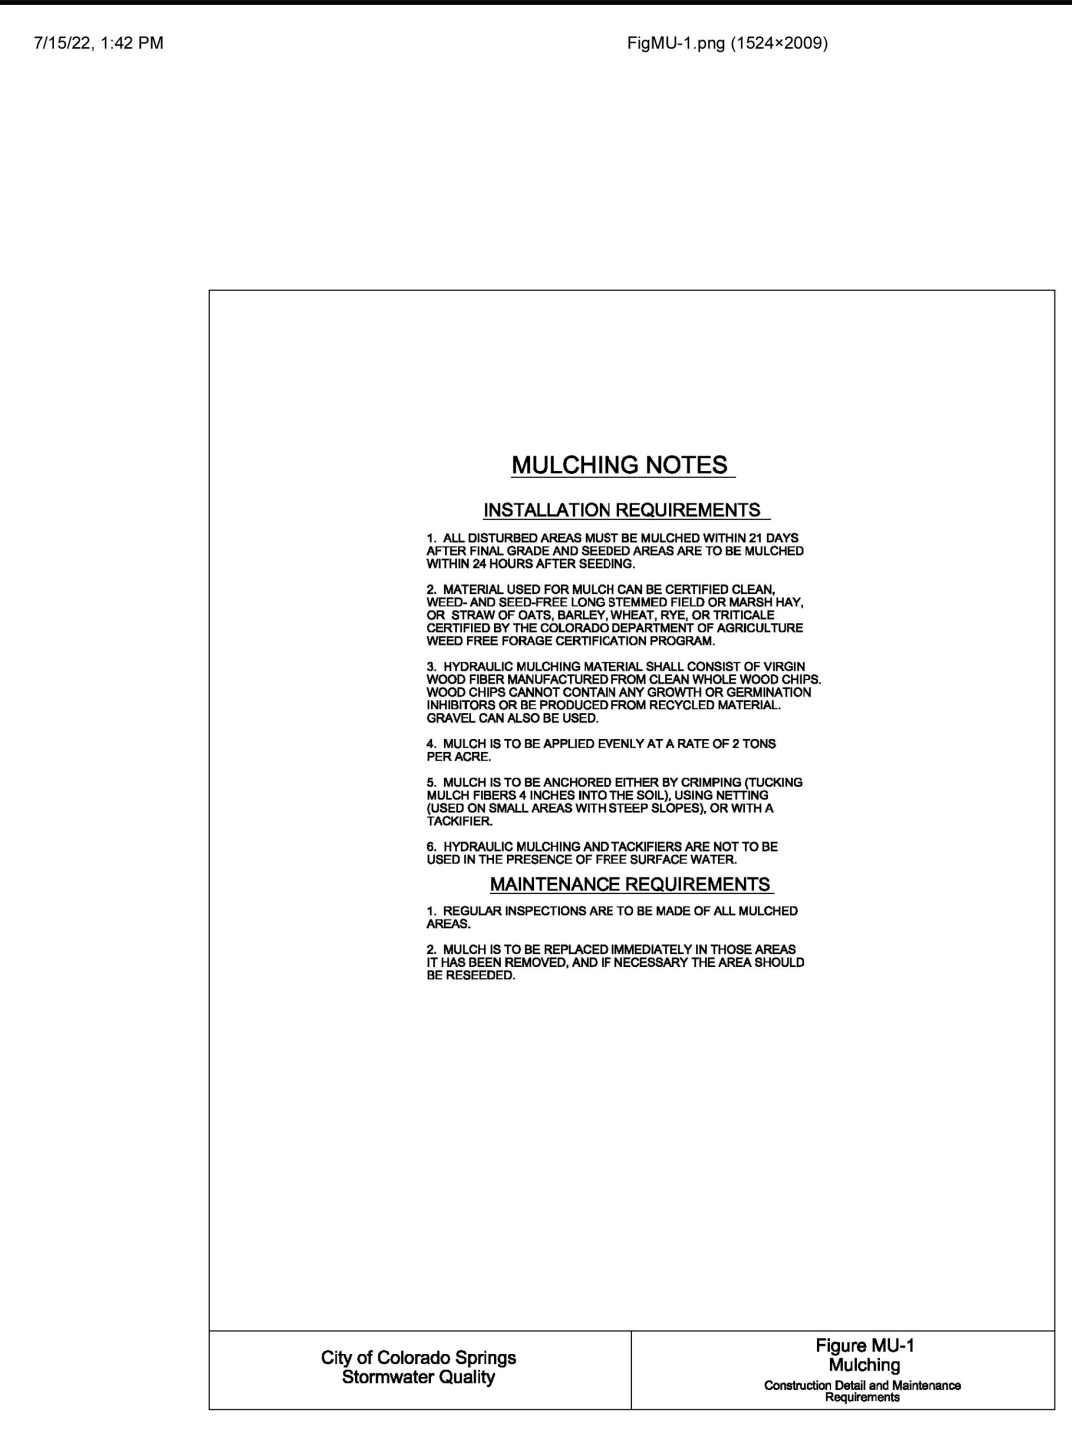 7/15/22, 1:42 PM
FigMU-1.png (1524×2009)
MULCHING NOTES
INSTALLATION REQUIREMENTS
1. ALL DISTURBED AREAS MUST BE MULCHED WITHIN 21 DAYS
AFTER FINAL GRADE AND SEEDED AREAS ARE TO BE MULCHED
WITHIN 24 HOURS AFTER SEEDING.
2. MATERIAL USED FOR MULCH CAN BE CERTIFIED CLEAN,
WEED- AND SEED-FREE LONG STEMMED FIELD OR MARSH HAY,
OR STRAW OF OATS, BARLEY, WHEAT, RYE, OR TRITICALE
CERTIFIED BY THE COLORADO DEPARTMENT OF AGRICULTURE
WEED FREE FORAGE CERTIFICATION PROGRAM.
3. HYDRAULIC MULCHING MATERIAL SHALL CONSIST OF VIRGIN
WOOD FIBER MANUFACTURED FROM CLEAN WHOLE WOOD CHIPS.
WOOD CHIPS CANNOT CONTAIN ANY GROWTH OR GERMINATION
INHIBITORS OR BE PRODUCED FROM RECYCLED MATERIAL.
GRAVEL CAN ALSO BE USED.
4. MULCH IS TO BE APPLIED EVENLY AT A RATE OF 2 TONS
PER ACRE.
5. MULCH IS TO BE ANCHORED EITHER BY CRIMPING (TUCKING
MULCH FIBERS 4 INCHES INTO THE SOIL), USING NETTING
(USED ON SMALL AREAS WITH STEEP SLOPES), OR WITH A
TACKIFIER.
6. HYDRAULIC MULCHING AND TACKIFIERS ARE NOT TO BE
USED IN THE PRESENCE OF FREE SURFACE WATER.
MAINTENANCE REQUIREMENTS
1. REGULAR INSPECTIONS ARE TO BE MADE OF ALL MULCHED
AREAS.
2. MULCH IS TO BE REPLACED IMMEDIATELY IN THOSE AREAS
IT HAS BEEN REMOVED, AND IF NECESSARY THE AREA SHOULD
BE RESEEDED.
City of Colorado Springs
Stormwater Quality
Figure MU-1
Mulching
Construction Detail and Maintenance
Requirements